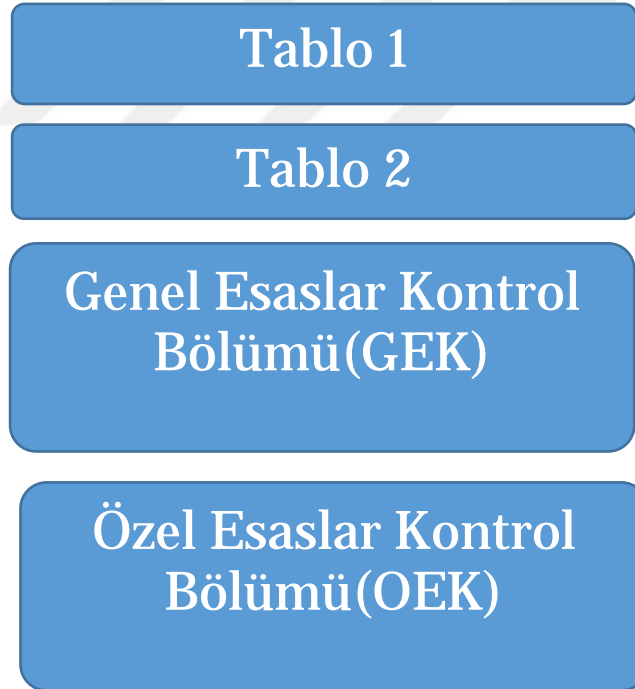 Tablo 1
Tablo 2
Genel Esaslar Kontrol
Bölümü(GEK)
Özel Esaslar Kontrol
Bölümü(OEK)